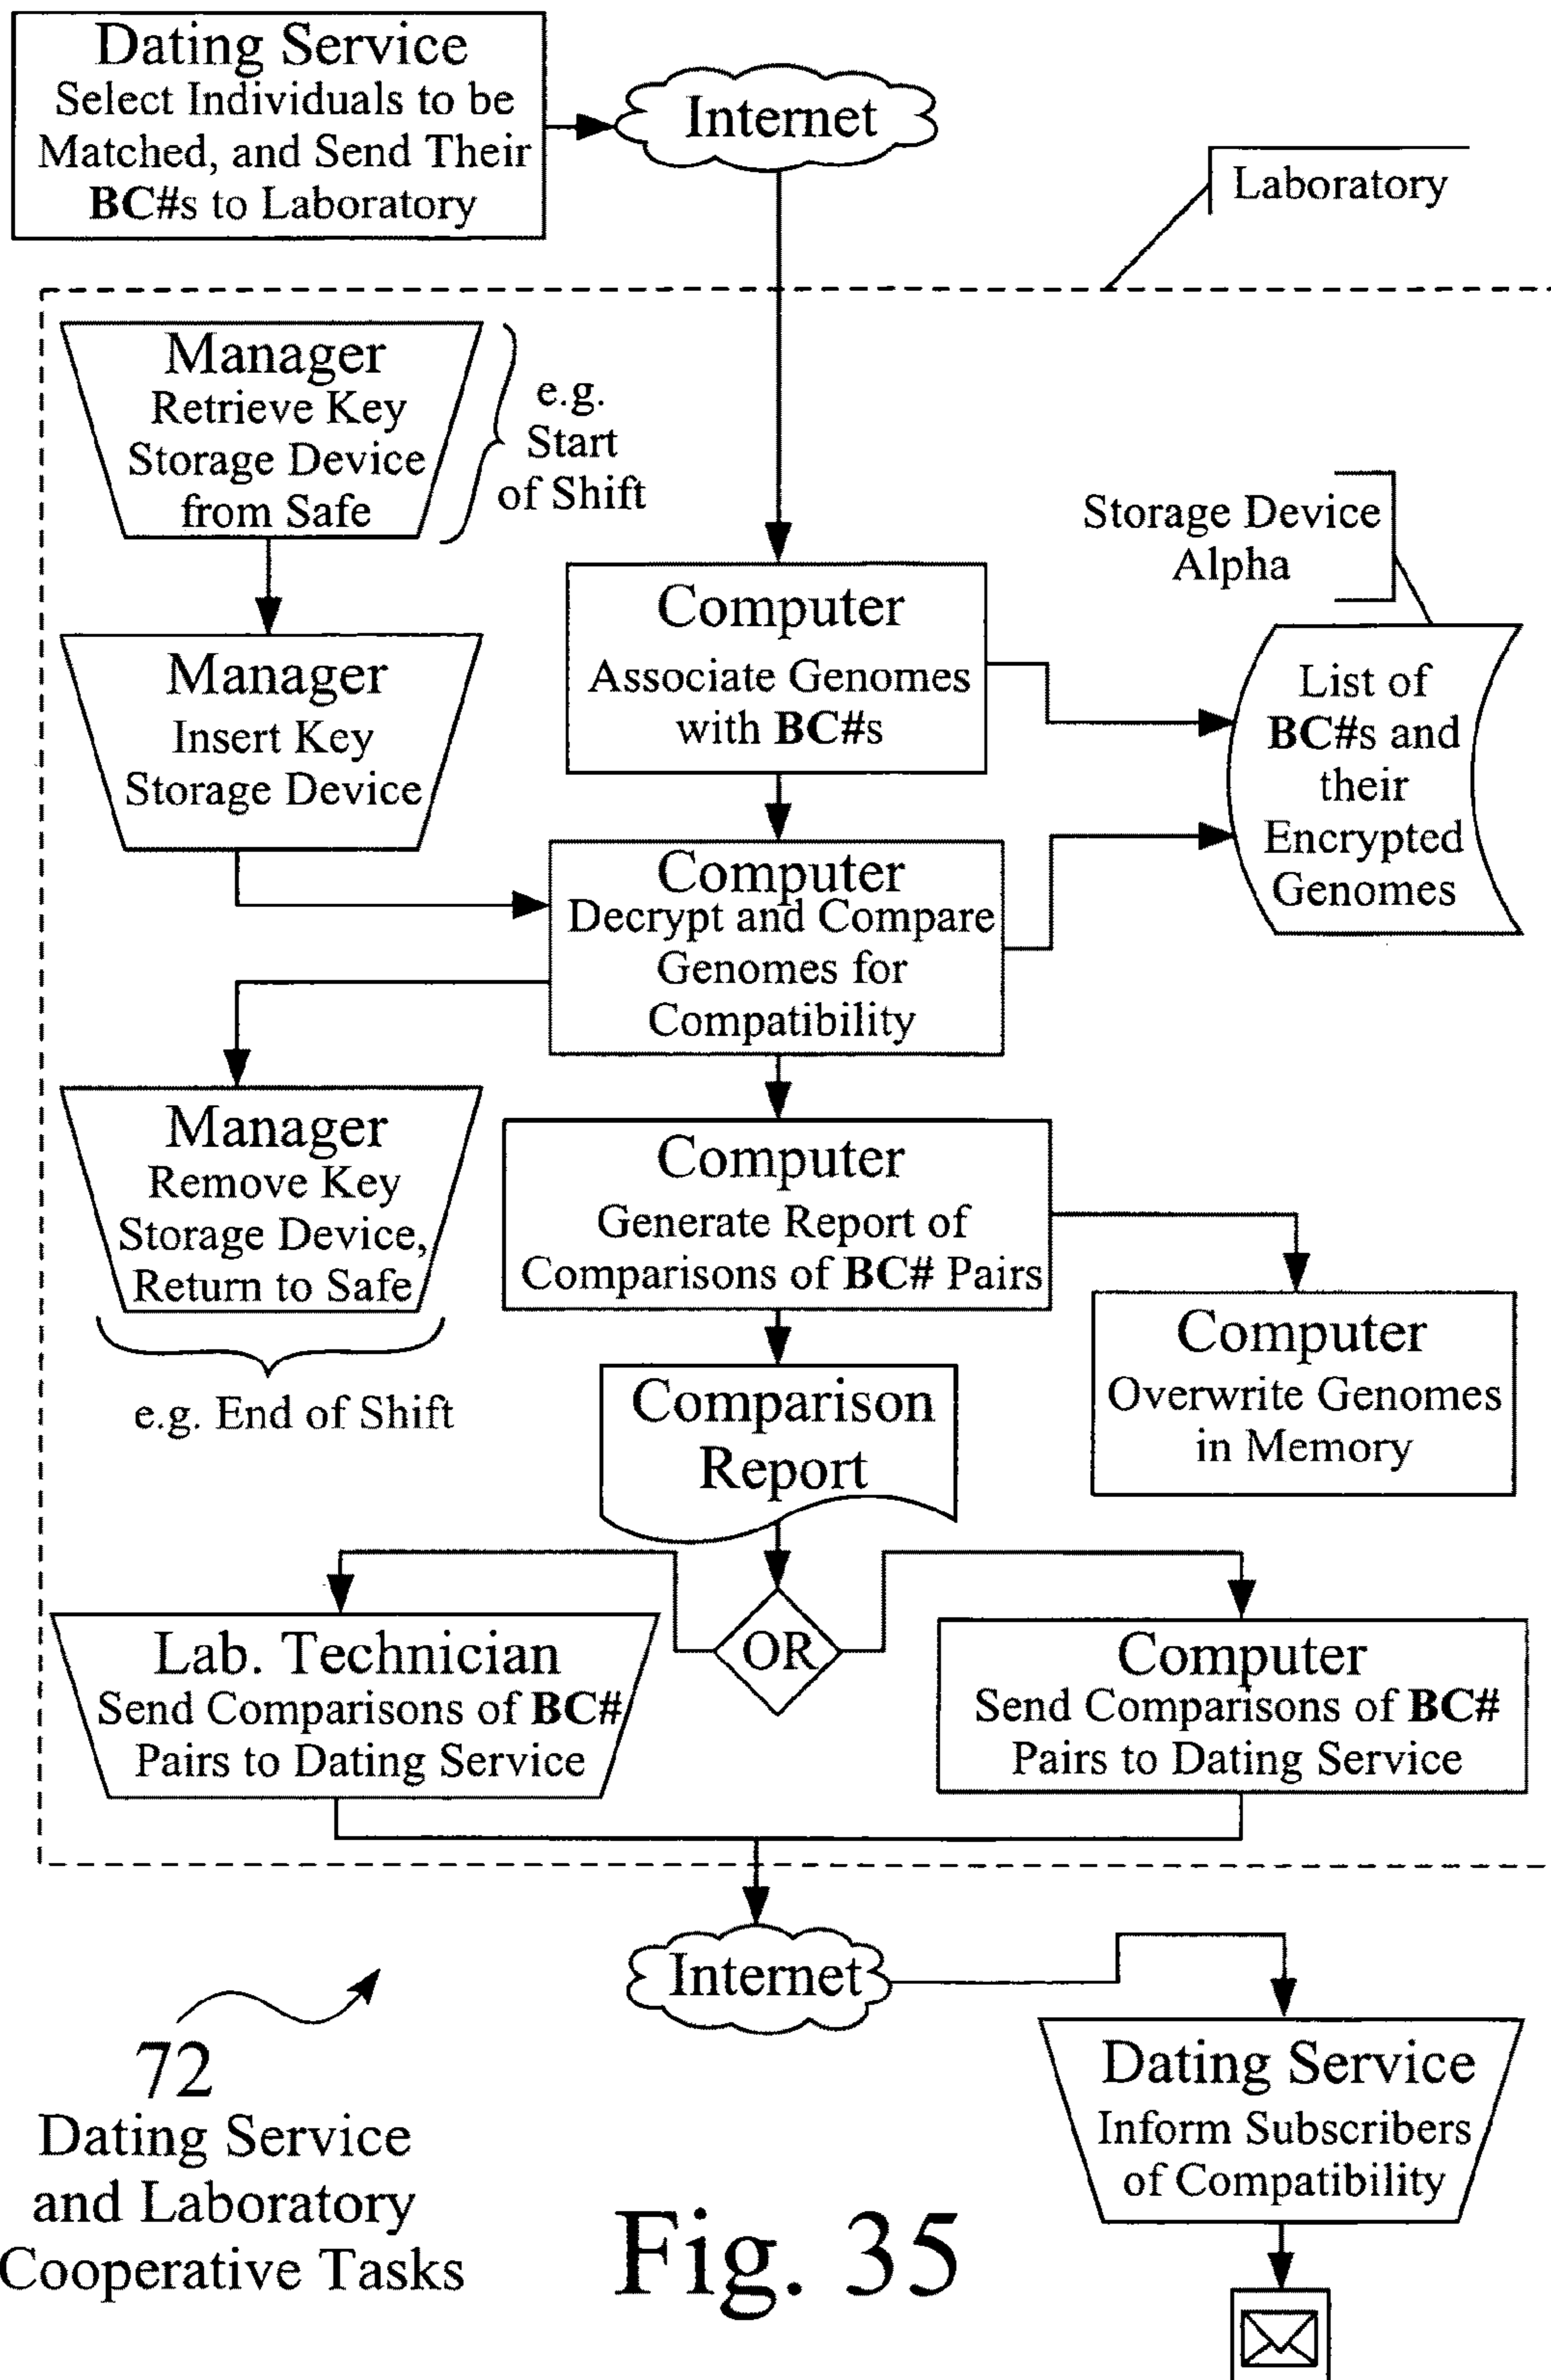 Dating Service
Select Individuals to be
Matched, and Send Their
BC#s to Laboratory
Internet
Laboratory
Manager
Retrieve Key
Storage Device
from Safe
e.g.
Start
of Shift
Storage Device
Alpha
Computer
Associate Genomes
with BC#s
List of
BC#s and
their
Encrypted
Genomes
Manager
Insert Key
Storage Device
Computer
Decrypt and Compare
Genomes for
Compatibility
Manager
Remove Key
Storage Device,
Return to Safe
e.g. End of Shift
Computer
Generate Report of
Comparisons of BC# Pairs
Computer
Overwrite Genomes
in Memory
Comparison
Report
OR
Lab. Technician
Send Comparisons of BC#
Pairs to Dating Service
Computer
Send Comparisons of BC#
Pairs to Dating Service
Internet
Dating Service
Inform Subscribers
of Compatibility
72
Dating Service
and Laboratory
Cooperative Tasks
Fig. 35